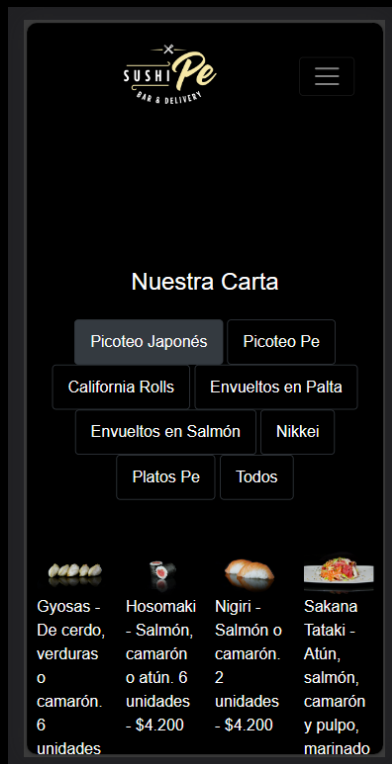 SUSHI Pe
BAR & DELIVERY
Nuestra Carta
Picoteo Japonés Picoteo Pe
California Rolls Envueltos en Palta
Envueltos en Salmón Nikkei
Platos Pe Todos
Gyosas -
De cerdo,
verduras
o
camarón.
6
unidades
Hosomaki
- Salmón,
camarón
o atún. 6
unidades
- $4.200
Nigiri -
Salmón o
camarón.
2
unidades
- $4.200
Sakana
Tataki -
Atún,
salmón,
camarón
y pulpo,
marinado